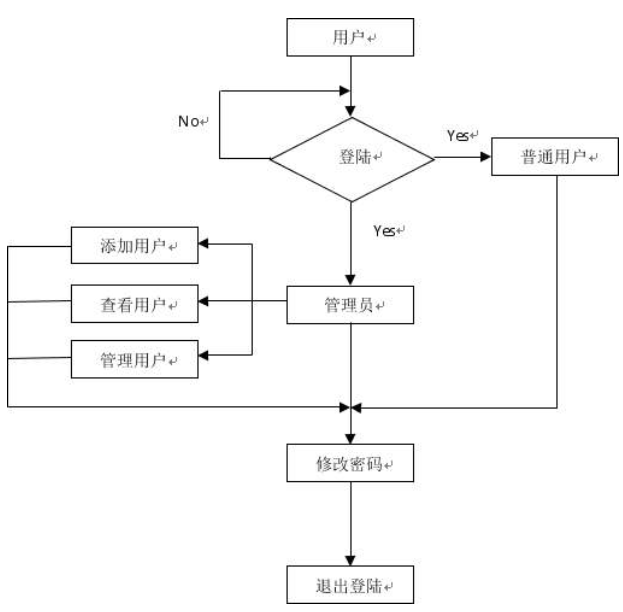 用户
No
Yes
登陆
普通用户
Yes
添加用户
查看用户
管理员
管理用户
修改密码
退出登陆